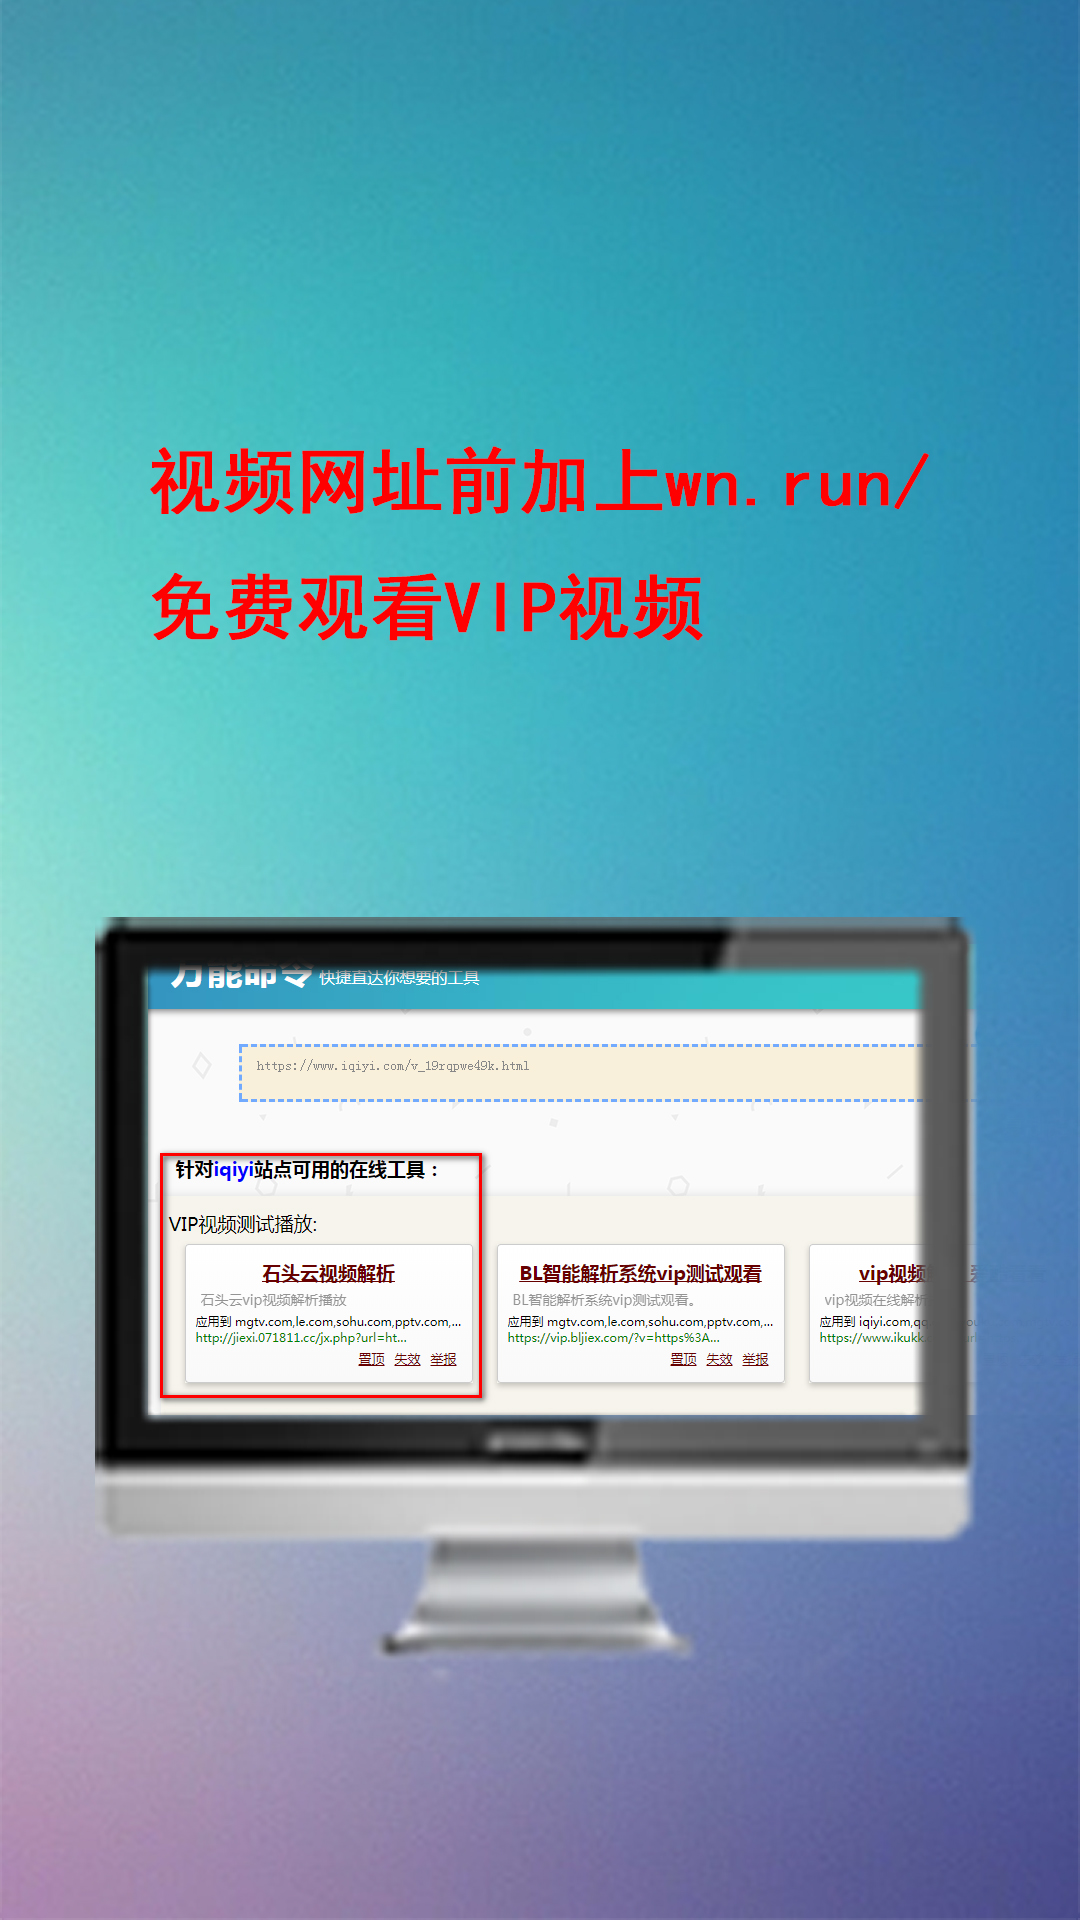 视频网址前加上wn.run/
免费观看VIP视频
万能命令 快捷直达你想要的工具
https://www.iqiyi.com/v_19rqpwe49k.html
针对iqiyi站点可用的在线工具：
VIP视频测试播放:
石头云视频解析
石头云vip视频解析播放
应用到 mgtv.com,le.com,sohu.com,pptv.com,...
http://jiexi.071811.cc/jx.php?url=ht...
置顶 失效 举报
BL智能解析系统vip测试观看
BL智能解析系统vip测试观看。
应用到 mgtv.com,le.com,sohu.com,pptv.com,...
https://vip.bljiex.com/?v=https%3A...
置顶 失效 举报
vip视频
vip视频在线解析
应用到 iqiyi.com,qq
https://www.ikukk